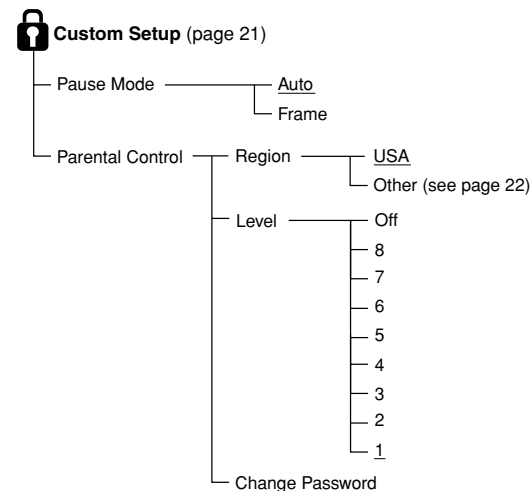 Custom Setup (page 21)
Pause Mode
Auto
Frame
Parental Control
Region
USA
Other (see page 22)
Level
Off
8
7
6
5
4
3
2
1
Change Password